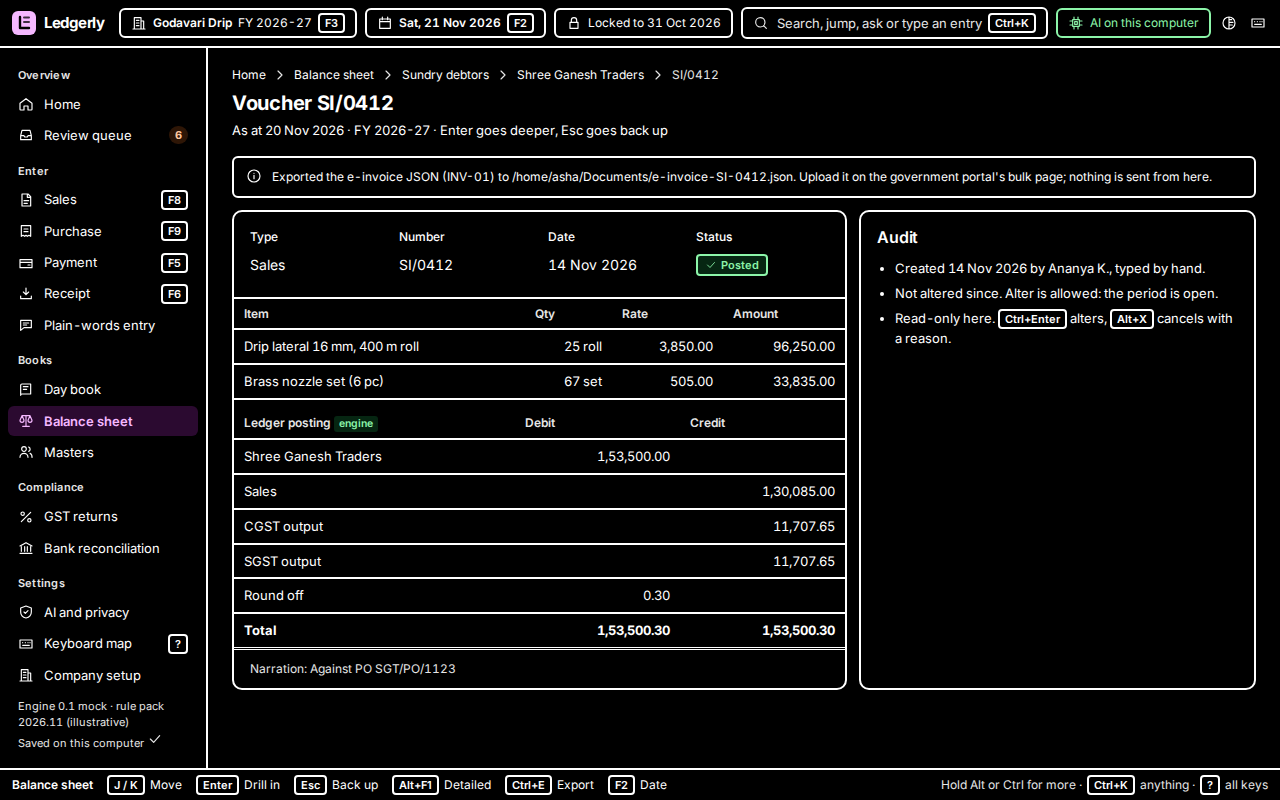 Ledgerly
Godavari Drip FY 2026-27 F3
Sat, 21 Nov 2026 F2
Locked to 31 Oct 2026
Search, jump, ask or type an entry Ctrl+K
AI on this computer
Overview
Home
Review queue 6
Enter
Sales F8
Purchase F9
Payment F5
Receipt F6
Plain-words entry
Books
Day book
Balance sheet
Masters
Compliance
GST returns
Bank reconciliation
Settings
AI and privacy
Keyboard map ?
Company setup
Engine 0.1 mock · rule pack
2026.11 (illustrative)
Saved on this computer
Home > Balance sheet > Sundry debtors > Shree Ganesh Traders > SI/0412
Voucher SI/0412
As at 20 Nov 2026 · FY 2026-27 · Enter goes deeper, Esc goes back up
Exported the e-invoice JSON (INV-01) to /home/asha/Documents/e-invoice-SI-0412.json. Upload it on the government portal's bulk page; nothing is sent from here.
Type Number Date Status
Sales SI/0412 14 Nov 2026 Posted
Item Qty Rate Amount
Drip lateral 16 mm, 400 m roll 25 roll 3,850.00 96,250.00
Brass nozzle set (6 pc) 67 set 505.00 33,835.00
Ledger posting engine Debit Credit
Shree Ganesh Traders 1,53,500.00
Sales 1,30,085.00
CGST output 11,707.65
SGST output 11,707.65
Round off 0.30
Total 1,53,500.30 1,53,500.30
Narration: Against PO SGT/PO/1123
Audit
Created 14 Nov 2026 by Ananya K., typed by hand.
Not altered since. Alter is allowed: the period is open.
Read-only here. Ctrl+Enter alters, Alt+X cancels with
a reason.
Balance sheet J / K Move Enter Drill in Esc Back up Alt+F1 Detailed Ctrl+E Export F2 Date
Hold Alt or Ctrl for more · Ctrl+K anything · ? all keys